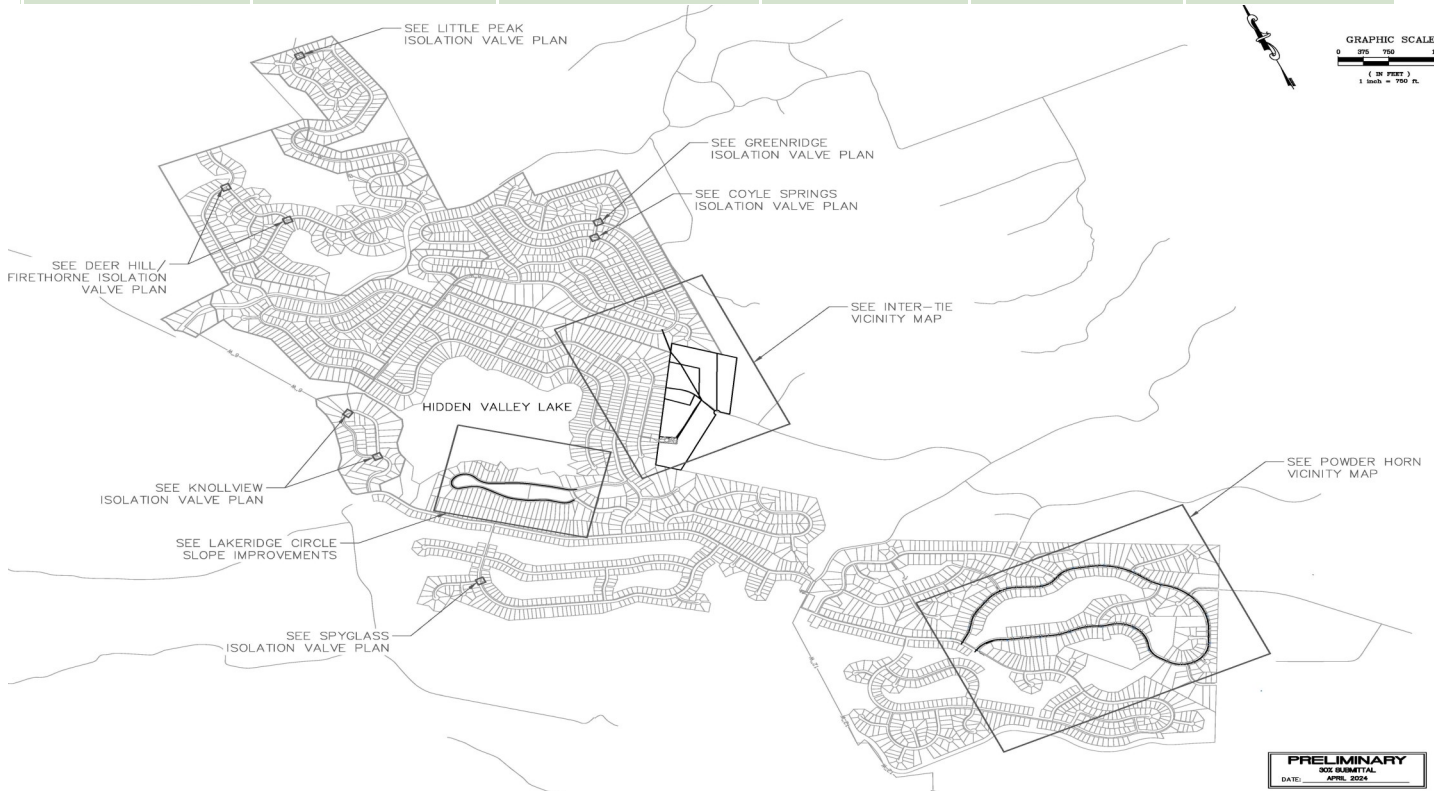 SEE LITTLE PEAK
ISOLATION VALVE PLAN
GRAPHIC SCALE
0 375 750 1
( IN FEET )
1 inch = 750 ft.
SEE GREENRIDGE
ISOLATION VALVE PLAN
SEE COYLE SPRINGS
ISOLATION VALVE PLAN
SEE DEER HILL/
FIRETHORNE ISOLATION
VALVE PLAN
SEE INTER-TIE
VICINITY MAP
HIDDEN VALLEY LAKE
SEE POWDER HORN
VICINITY MAP
SEE KNOLLVIEW
ISOLATION VALVE PLAN
SEE LAKERIDGE CIRCLE
SLOPE IMPROVEMENTS
SEE SPYGLASS
ISOLATION VALVE PLAN
PRELIMINARY
30% SUBMITTAL
DATE: APRIL 2024